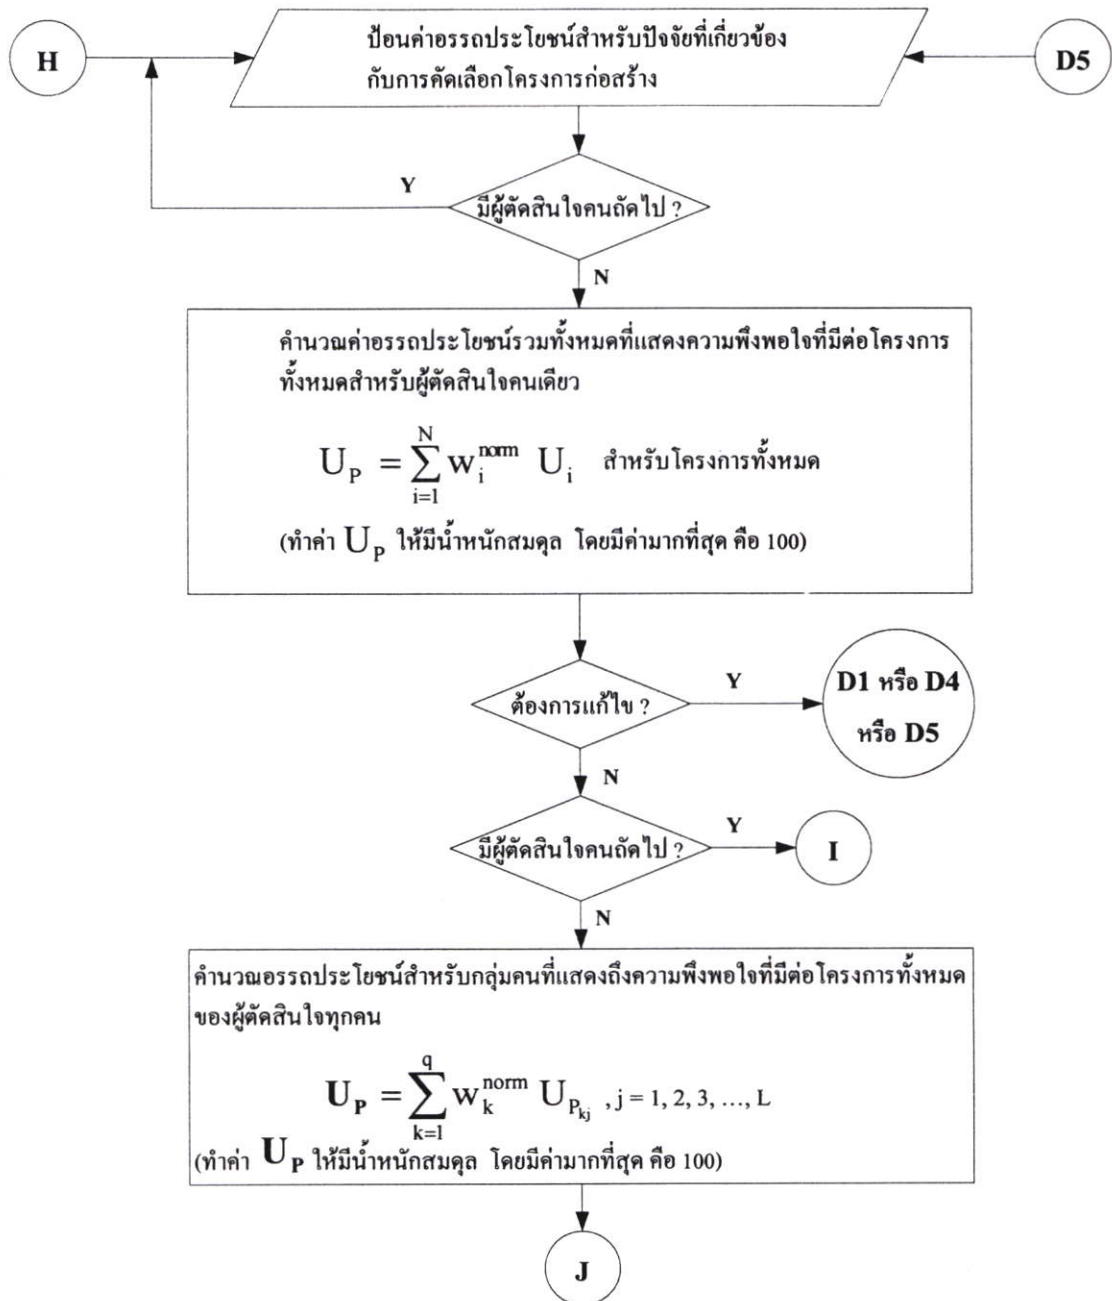 H
ป้อนค่าอรรถประโยชน์สำหรับปัจจัยที่เกี่ยวข้อง
กับการคัดเลือกโครงการก่อสร้าง
D5
Y
มีผู้ตัดสินใจคนถัดไป ?
N
คำนวณค่าอรรถประโยชน์รวมทั้งหมดที่แสดงความพึงพอใจที่มีต่อโครงการ
ทั้งหมดสำหรับผู้ตัดสินใจคนเดียว
U_P = \sum_{i=1}^{N} w_i^{norm} U_i สำหรับโครงการทั้งหมด
(ทำค่า U_P ให้มีน้ำหนักสมดุล โดยมีค่ามากที่สุด คือ 100)
ต้องการแก้ไข ?
Y
D1 หรือ D4
หรือ D5
N
มีผู้ตัดสินใจคนถัดไป ?
Y
I
N
คำนวณอรรถประโยชน์สำหรับกลุ่มคนที่แสดงถึงความพึงพอใจที่มีต่อโครงการทั้งหมด
ของผู้ตัดสินใจทุกคน
U_P = \sum_{k=1}^{q} w_k^{norm} U_{P_{kj}} , j = 1, 2, 3, ..., L
(ทำค่า U_P ให้มีน้ำหนักสมดุล โดยมีค่ามากที่สุด คือ 100)
J